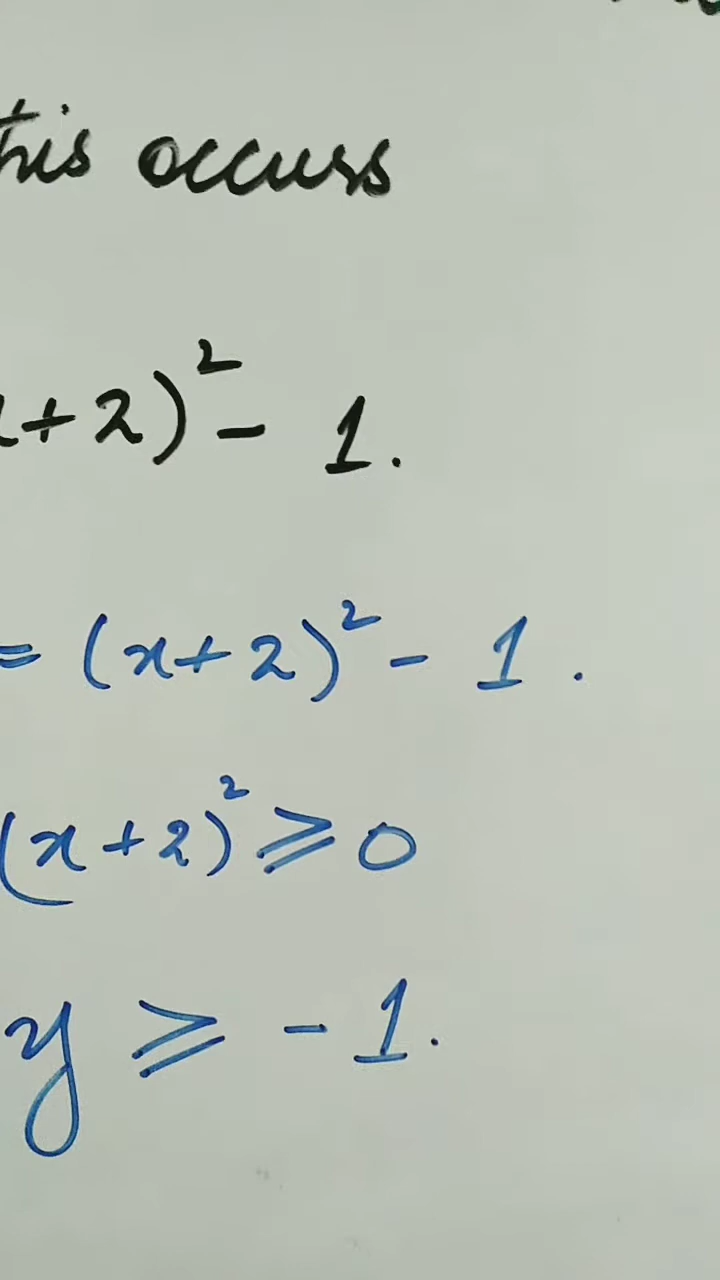 this occurs
x+2)² - 1.
= (x+2)² - 1.
(x+2)² ≥ 0
y ≥ -1.